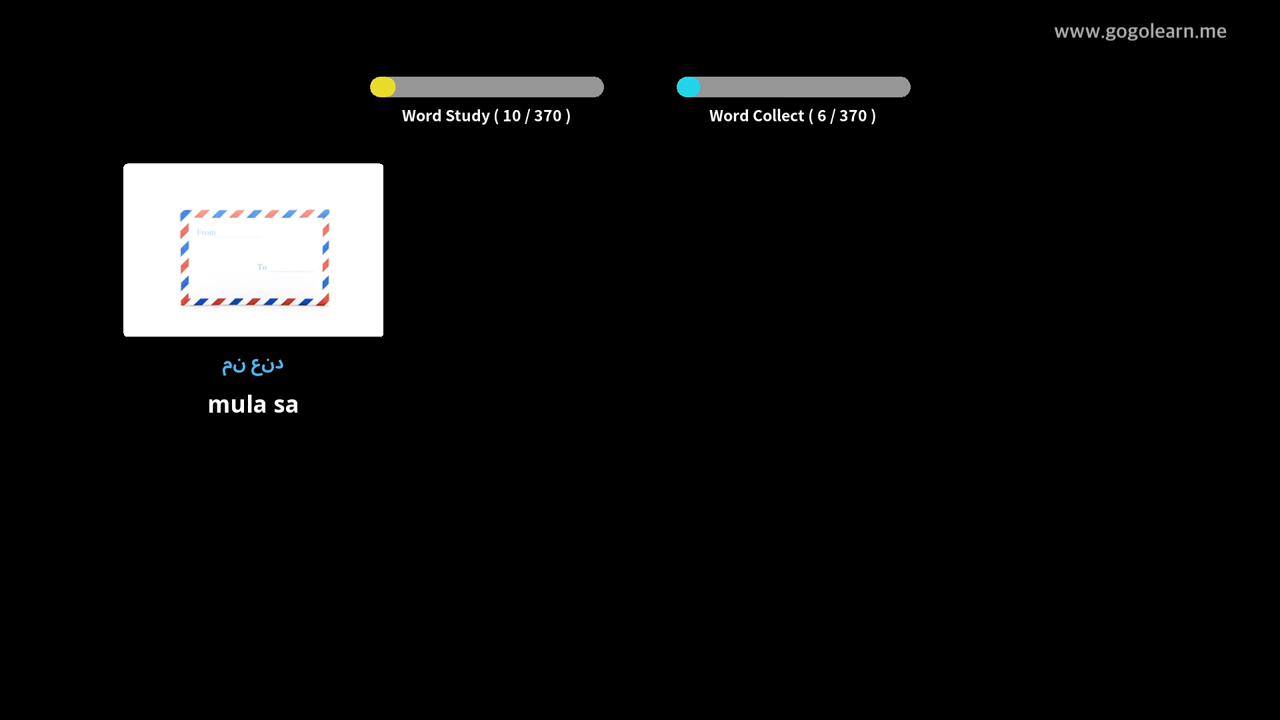 www.gogolearn.me
Word Study ( 10 / 370 )
Word Collect ( 6 / 370 )
From
To
من عند
mula sa